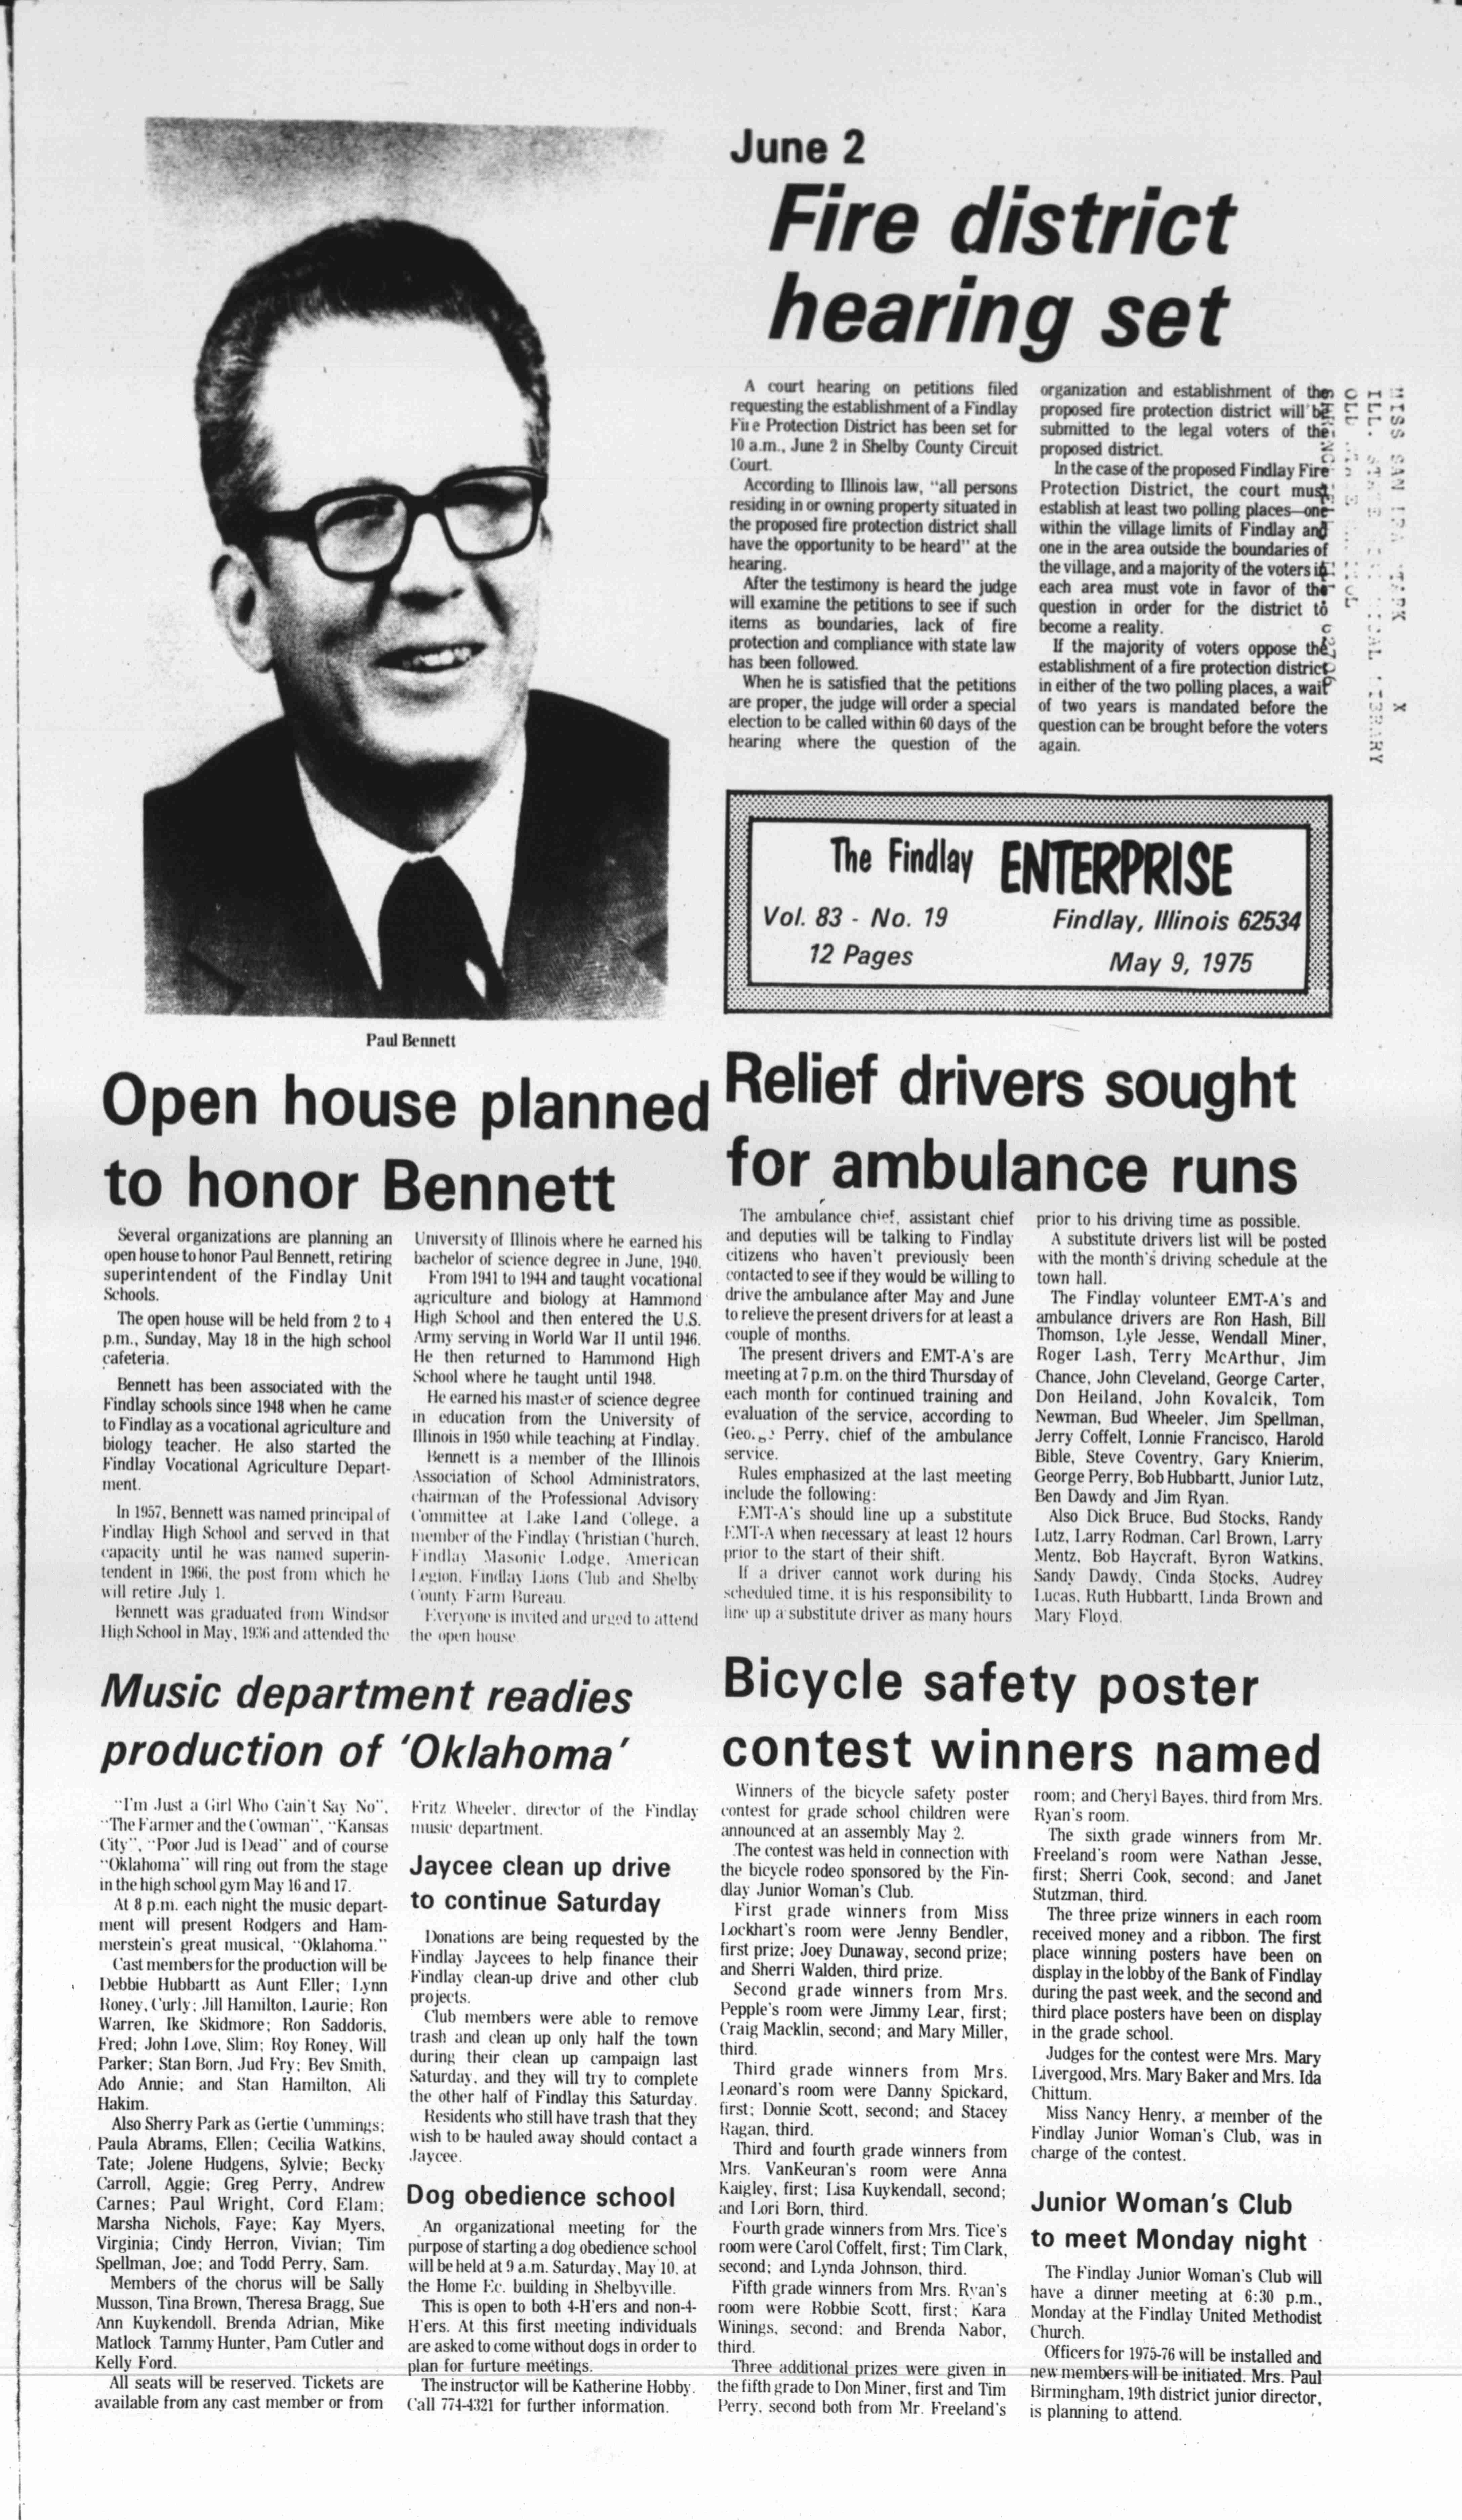 June 2
Fire district
hearing set
A court hearing on petitions filed
requesting the establishment of a Findlay
Fire Protection District has been set for
10 a.m., June 2 in Shelby County Circuit
Court.
According to Illinois law, "all persons
residing in or owning property situated in
the proposed fire protection district shall
have the opportunity to be heard" at the
hearing.
After the testimony is heard the judge
will examine the petitions to see if such
items as boundaries, lack of fire
protection and compliance with state law
has been followed.
When he is satisfied that the petitions
are proper, the judge will order a special
election to be called within 60 days of the
hearing where the question of the
organization and establishment of the
proposed fire protection district will be
submitted to the legal voters of the
proposed district.
In the case of the proposed Findlay Fire
Protection District, the court must
establish at least two polling places—one
within the village limits of Findlay and
one in the area outside the boundaries of
the village, and a majority of the voters in
each area must vote in favor of the
question in order for the district to
become a reality.
If the majority of voters oppose the
establishment of a fire protection district
in either of the two polling places, a wait
of two years is mandated before the
question can be brought before the voters
again.
The Findlay ENTERPRISE
Vol. 83 - No. 19 Findlay, Illinois 62534
12 Pages May 9, 1975
Paul Bennett
Open house planned
to honor Bennett
Several organizations are planning an
open house to honor Paul Bennett, retiring
superintendent of the Findlay Unit
Schools.
The open house will be held from 2 to 4
p.m., Sunday, May 18 in the high school
cafeteria.
Bennett has been associated with the
Findlay schools since 1948 when he came
to Findlay as a vocational agriculture and
biology teacher. He also started the
Findlay Vocational Agriculture Depart-
ment.
In 1957, Bennett was named principal of
Findlay High School and served in that
capacity until he was named superin-
tendent in 1966, the post from which he
will retire July 1.
Bennett was graduated from Windsor
High School in May, 1936 and attended the
University of Illinois where he earned his
bachelor of science degree in June, 1940.
From 1941 to 1944 and taught vocational
agriculture and biology at Hammond
High School and then entered the U.S.
Army serving in World War II until 1946.
He then returned to Hammond High
School where he taught until 1948.
He earned his master of science degree
in education from the University of
Illinois in 1950 while teaching at Findlay.
Bennett is a member of the Illinois
Association of School Administrators,
chairman of the Professional Advisory
Committee at Lake Land College, a
member of the Findlay Christian Church,
Findlay Masonic Lodge, American
Legion, Findlay Lions Club and Shelby
County Farm Bureau.
Everyone is invited and urged to attend
the open house.
Relief drivers sought
for ambulance runs
The ambulance chief, assistant chief
and deputies will be talking to Findlay
citizens who haven't previously been
contacted to see if they would be willing to
drive the ambulance after May and June
to relieve the present drivers for at least a
couple of months.
The present drivers and EMT-A's are
meeting at 7 p.m. on the third Thursday of
each month for continued training and
evaluation of the service, according to
George Perry, chief of the ambulance
service.
Rules emphasized at the last meeting
include the following:
EMT-A's should line up a substitute
EMT-A when necessary at least 12 hours
prior to the start of their shift.
If a driver cannot work during his
scheduled time, it is his responsibility to
line up a substitute driver as many hours
prior to his driving time as possible.
A substitute drivers list will be posted
with the month's driving schedule at the
town hall.
The Findlay volunteer EMT-A's and
ambulance drivers are Ron Hash, Bill
Thomson, Lyle Jesse, Wendall Miner,
Roger Lash, Terry McArthur, Jim
Chance, John Cleveland, George Carter,
Don Heiland, John Kovalcik, Tom
Newman, Bud Wheeler, Jim Spellman,
Jerry Coffelt, Lonnie Francisco, Harold
Bible, Steve Coventry, Gary Knierim,
George Perry, Bob Hubbartt, Junior Lutz,
Ben Dawdy and Jim Ryan.
Also Dick Bruce, Bud Stocks, Randy
Lutz, Larry Rodman, Carl Brown, Larry
Mentz, Bob Haycraft, Byron Watkins,
Sandy Dawdy, Cinda Stocks, Audrey
Lucas, Ruth Hubbartt, Linda Brown and
Mary Floyd.
Music department readies
production of 'Oklahoma'
"I'm Just a Girl Who Cain't Say No",
"The Farmer and the Cowman", "Kansas
City", "Poor Jud is Dead" and of course
"Oklahoma" will ring out from the stage
in the high school gym May 16 and 17.
At 8 p.m. each night the music depart-
ment will present Rodgers and Ham-
merstein's great musical, "Oklahoma."
Cast members for the production will be
Debbie Hubbartt as Aunt Eller; Lynn
Roney, Curly; Jill Hamilton, Laurie; Ron
Warren, Ike Skidmore; Ron Saddoris,
Fred; John Love, Slim; Roy Roney, Will
Parker; Stan Born, Jud Fry; Bev Smith,
Ado Annie; and Stan Hamilton, Ali
Hakim.
Also Sherry Park as Gertie Cummings;
Paula Abrams, Ellen; Cecilia Watkins,
Tate; Jolene Hudgens, Sylvie; Becky
Carroll, Aggie; Greg Perry, Andrew
Carnes; Paul Wright, Cord Elam;
Marsha Nichols, Faye; Kay Myers,
Virginia; Cindy Herron, Vivian; Tim
Spellman, Joe; and Todd Perry, Sam.
Members of the chorus will be Sally
Musson, Tina Brown, Theresa Bragg, Sue
Ann Kuykendoll, Brenda Adrian, Mike
Matlock Tammy Hunter, Pam Cutler and
Kelly Ford.
All seats will be reserved. Tickets are
available from any cast member or from
Fritz Wheeler, director of the Findlay
music department.
Jaycee clean up drive
to continue Saturday
Donations are being requested by the
Findlay Jaycees to help finance their
Findlay clean-up drive and other club
projects.
Club members were able to remove
trash and clean up only half the town
during their clean up campaign last
Saturday, and they will try to complete
the other half of Findlay this Saturday.
Residents who still have trash that they
wish to be hauled away should contact a
Jaycee.
Dog obedience school
An organizational meeting for the
purpose of starting a dog obedience school
will be held at 9 a.m. Saturday, May 10, at
the Home Ec. building in Shelbyville.
This is open to both 4-H'ers and non-4-
H'ers. At this first meeting individuals
are asked to come without dogs in order to
plan for furture meetings.
The instructor will be Katherine Hobby.
Call 774-4321 for further information.
Bicycle safety poster
contest winners named
Winners of the bicycle safety poster
contest for grade school children were
announced at an assembly May 2.
The contest was held in connection with
the bicycle rodeo sponsored by the Fin-
dlay Junior Woman's Club.
First grade winners from Miss
Lockhart's room were Jenny Bendler,
first prize; Joey Dunaway, second prize;
and Sherri Walden, third prize.
Second grade winners from Mrs.
Pepple's room were Jimmy Lear, first;
Craig Macklin, second; and Mary Miller,
third.
Third grade winners from Mrs.
Leonard's room were Danny Spickard,
first; Donnie Scott, second; and Stacey
Ragan, third.
Third and fourth grade winners from
Mrs. VanKeuran's room were Anna
Kaigley, first; Lisa Kuykendall, second;
and Lori Born, third.
Fourth grade winners from Mrs. Tice's
room were Carol Coffelt, first; Tim Clark,
second; and Lynda Johnson, third.
Fifth grade winners from Mrs. Ryan's
room were Robbie Scott, first; Kara
Winings, second; and Brenda Nabor,
third.
Three additional prizes were given in
the fifth grade to Don Miner, first and Tim
Perry, second both from Mr. Freeland's
room; and Cheryl Bayes, third from Mrs.
Ryan's room.
The sixth grade winners from Mr.
Freeland's room were Nathan Jesse,
first; Sherri Cook, second; and Janet
Stutzman, third.
The three prize winners in each room
received money and a ribbon. The first
place winning posters have been on
display in the lobby of the Bank of Findlay
during the past week, and the second and
third place posters have been on display
in the grade school.
Judges for the contest were Mrs. Mary
Livergood, Mrs. Mary Baker and Mrs. Ida
Chittum.
Miss Nancy Henry, a member of the
Findlay Junior Woman's Club, was in
charge of the contest.
Junior Woman's Club
to meet Monday night
The Findlay Junior Woman's Club will
have a dinner meeting at 6:30 p.m.,
Monday at the Findlay United Methodist
Church.
Officers for 1975-76 will be installed and
new members will be initiated. Mrs. Paul
Birmingham, 19th district junior director,
is planning to attend.